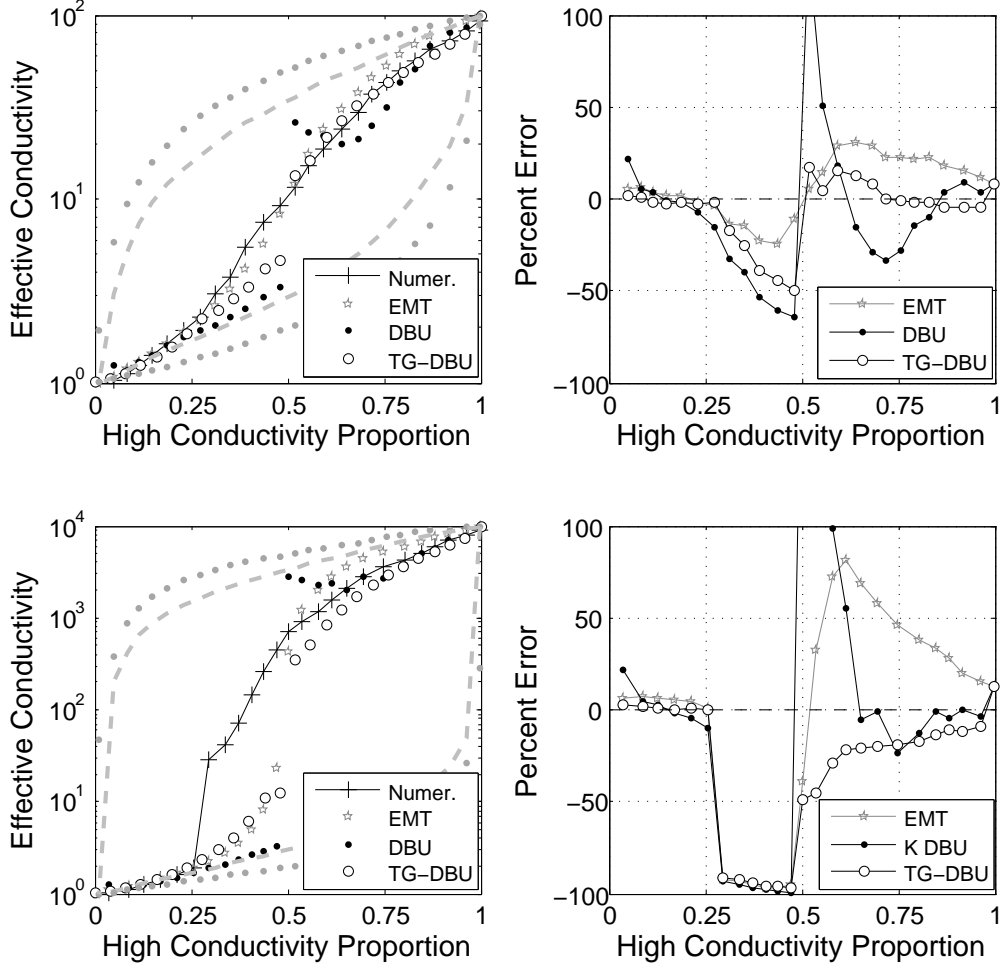 10^2
10^1
10^0
Effective Conductivity
0 0.25 0.5 0.75 1
High Conductivity Proportion
Numer.
EMT
DBU
TG−DBU
100
50
0
−50
−100
Percent Error
0 0.25 0.5 0.75 1
High Conductivity Proportion
EMT
DBU
TG−DBU
10^4
10^3
10^2
10^1
10^0
Effective Conductivity
0 0.25 0.5 0.75 1
High Conductivity Proportion
Numer.
EMT
DBU
TG−DBU
100
50
0
−50
−100
Percent Error
0 0.25 0.5 0.75 1
High Conductivity Proportion
EMT
K DBU
TG−DBU